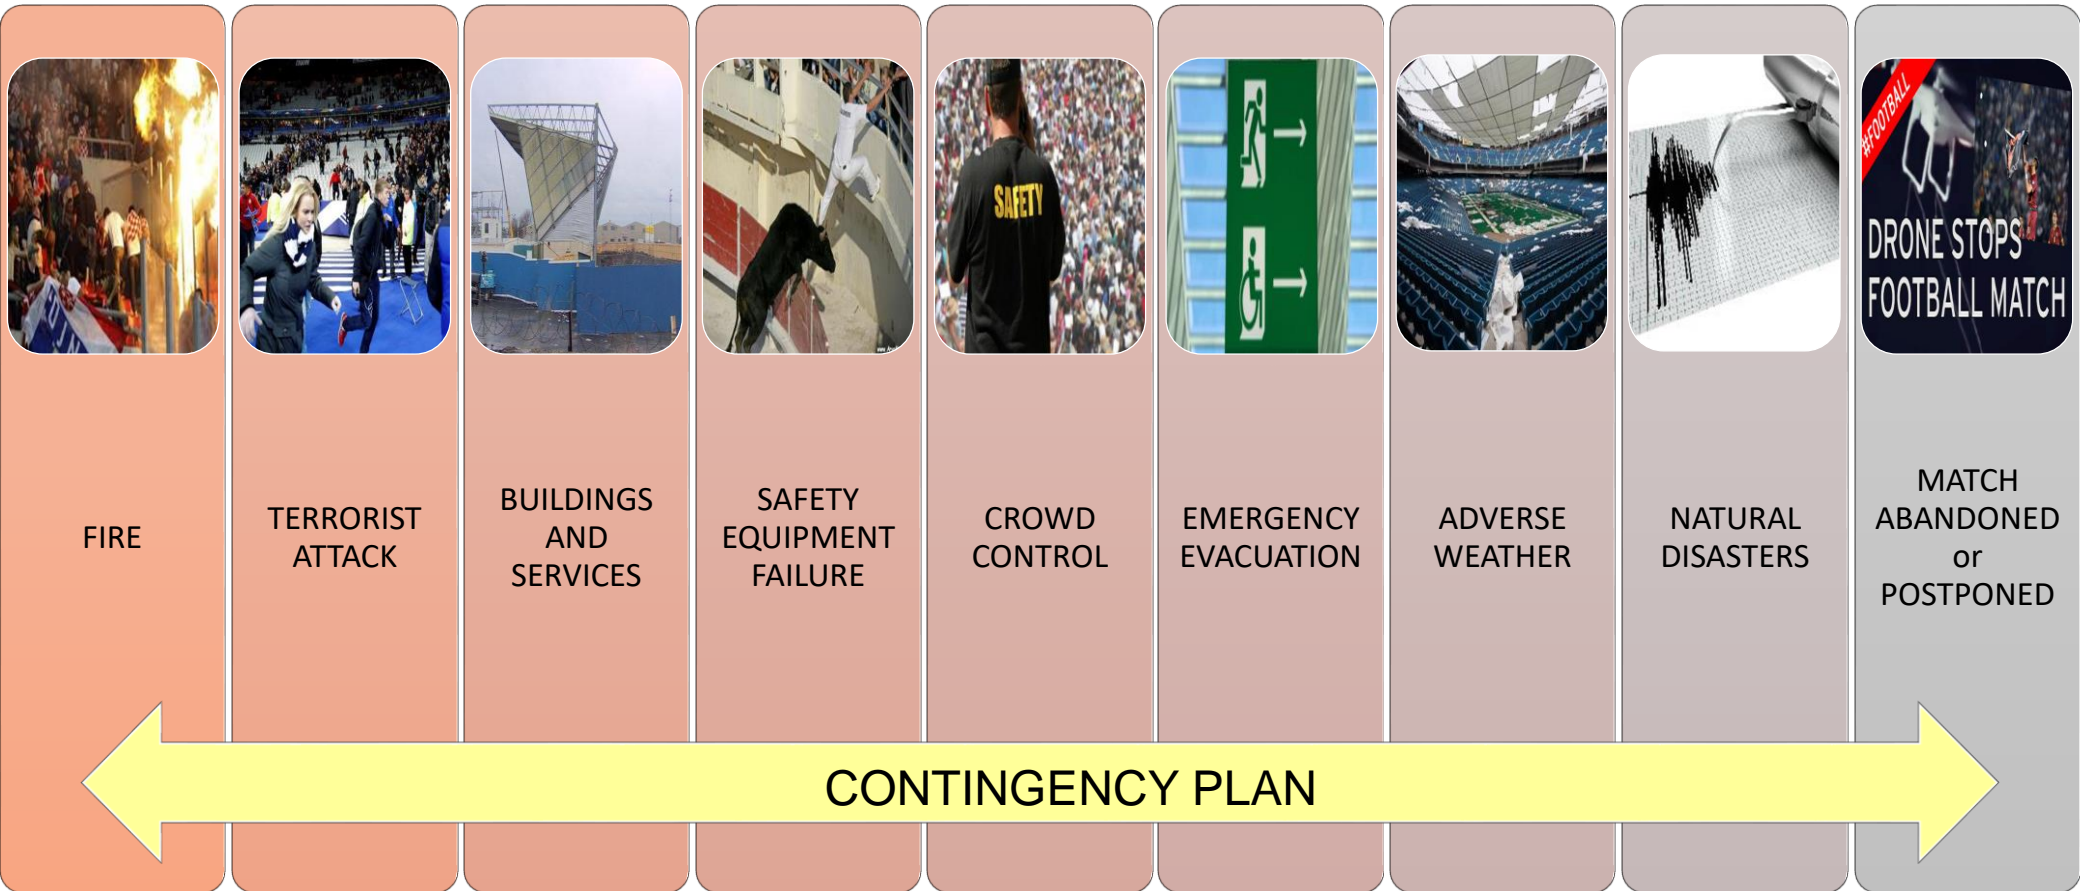 #FOOTBALL
DRONE STOPS
FOOTBALL MATCH
SAFETY
FIRE
TERRORIST
ATTACK
BUILDINGS
AND
SERVICES
SAFETY
EQUIPMENT
FAILURE
CROWD
CONTROL
EMERGENCY
EVACUATION
ADVERSE
WEATHER
NATURAL
DISASTERS
MATCH
ABANDONED
or
POSTPONED
CONTINGENCY PLAN